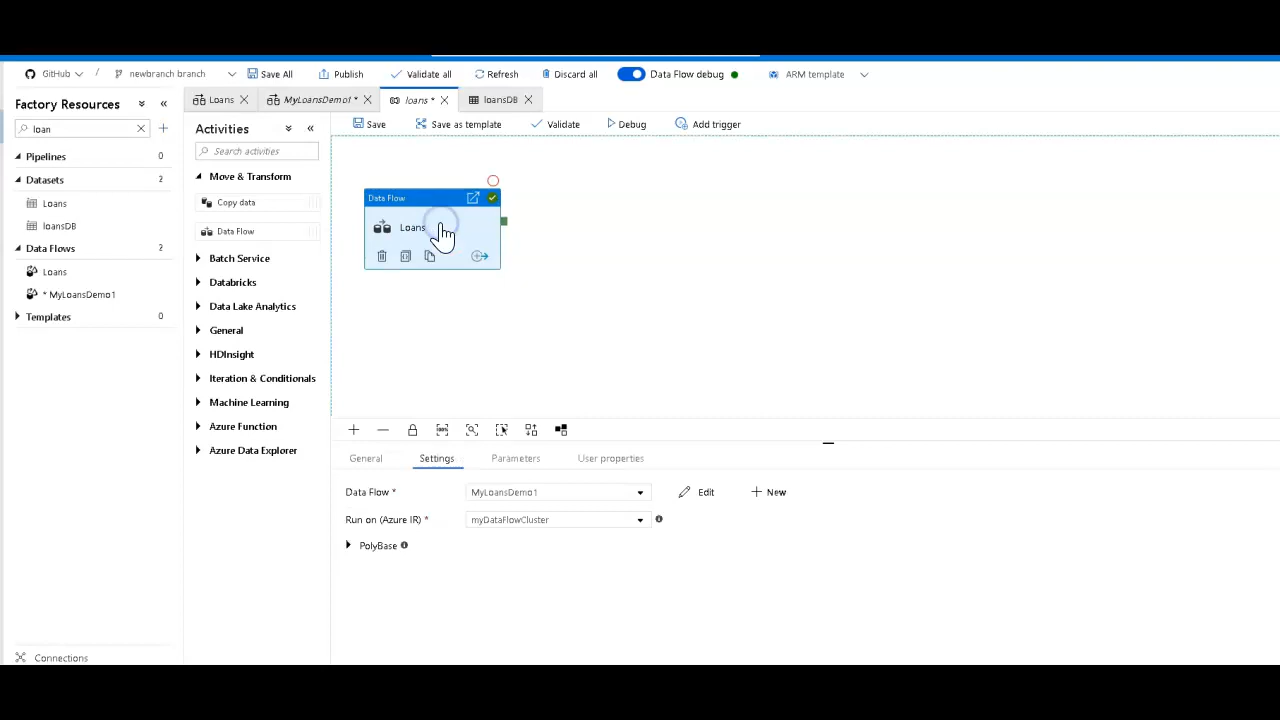 GitHub / newbranch branch Save All Publish Validate all Refresh Discard all Data Flow debug ARM template
Factory Resources
loan
Pipelines 0
Datasets 2
Loans
loansDB
Data Flows 2
Loans
* MyLoansDemo1
Templates 0
Connections
Loans MyLoansDemo1 * loans * loansDB
Activities
Search activities
Move & Transform
Copy data
Data Flow
Batch Service
Databricks
Data Lake Analytics
General
HDInsight
Iteration & Conditionals
Machine Learning
Azure Function
Azure Data Explorer
Save Save as template Validate Debug Add trigger
Data Flow
Loans
General Settings Parameters User properties
Data Flow * MyLoansDemo1 Edit New
Run on (Azure IR) * myDataFlowCluster
PolyBase